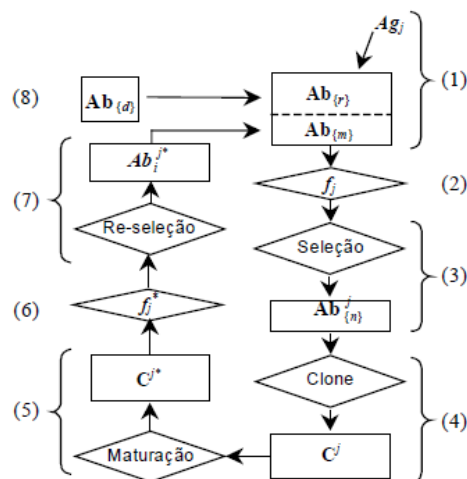 Ag_j
(1)
(8)
Ab_{d}
Ab_{r}
Ab_{m}
Ab_i^{j*}
f_j
(2)
(7)
Re-seleção
Seleção
(3)
(6)
f_j*
Ab_{n}^j
C^{j*}
Clone
(5)
(4)
Maturação
C^j